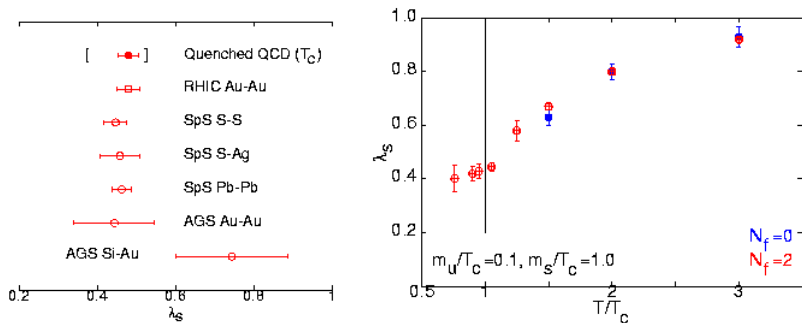 [ ] Quenched QCD (T_C)
RHIC Au-Au
SpS S-S
SpS S-Ag
SpS Pb-Pb
AGS Au-Au
AGS Si-Au
0.2 0.4 0.6 0.8 1
λ_S
1.0
0.8
λ_S
0.6
0.4
0.2
N_f=0
N_f=2
m_u/T_C=0.1, m_s/T_C=1.0
0.5 1 2 3
T/T_C